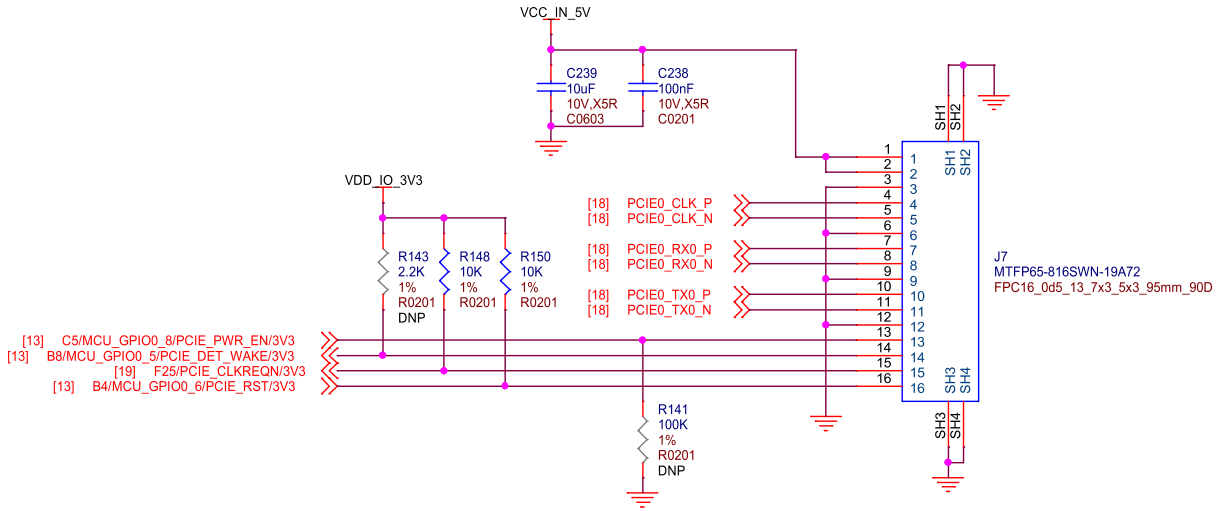 VCC_IN_5V
C239
10uF
10V,X5R
C0603
C238
100nF
10V,X5R
C0201
SH1
SH2
SH1
SH2
VDD_IO_3V3
R143
2.2K
1%
R0201
DNP
R148
10K
1%
R0201
R150
10K
1%
R0201
[18] PCIE0_CLK_P
[18] PCIE0_CLK_N
[18] PCIE0_RX0_P
[18] PCIE0_RX0_N
[18] PCIE0_TX0_P
[18] PCIE0_TX0_N
1 1
2 2
3 3
4 4
5 5
6 6
7 7
8 8
9 9
10 10
11 11
12 12
13 13
14 14
15 15
16 16
J7
MTFP65-816SWN-19A72
FPC16_0d5_13_7x3_5x3_95mm_90D
[13] C5/MCU_GPIO0_8/PCIE_PWR_EN/3V3
[13] B8/MCU_GPIO0_5/PCIE_DET_WAKE/3V3
[19] F25/PCIE_CLKREQN/3V3
[13] B4/MCU_GPIO0_6/PCIE_RST/3V3
R141
100K
1%
R0201
DNP
SH3
SH4
SH3
SH4